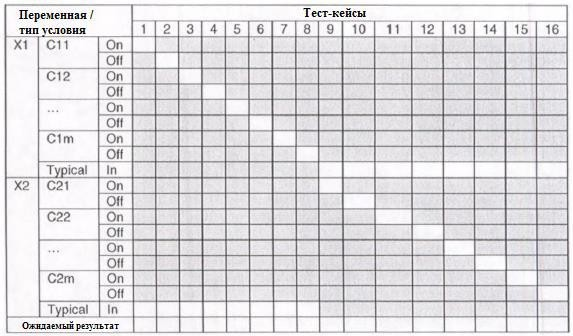 Переменная / Тест-кейсы
тип условия 1 2 3 4 5 6 7 8 9 10 11 12 13 14 15 16
X1 C11 On
Off
C12 On
Off
... On
Off
C1m On
Off
Typical In
X2 C21 On
Off
C22 On
Off
... On
Off
C2m On
Off
Typical In
Ожидаемый результат